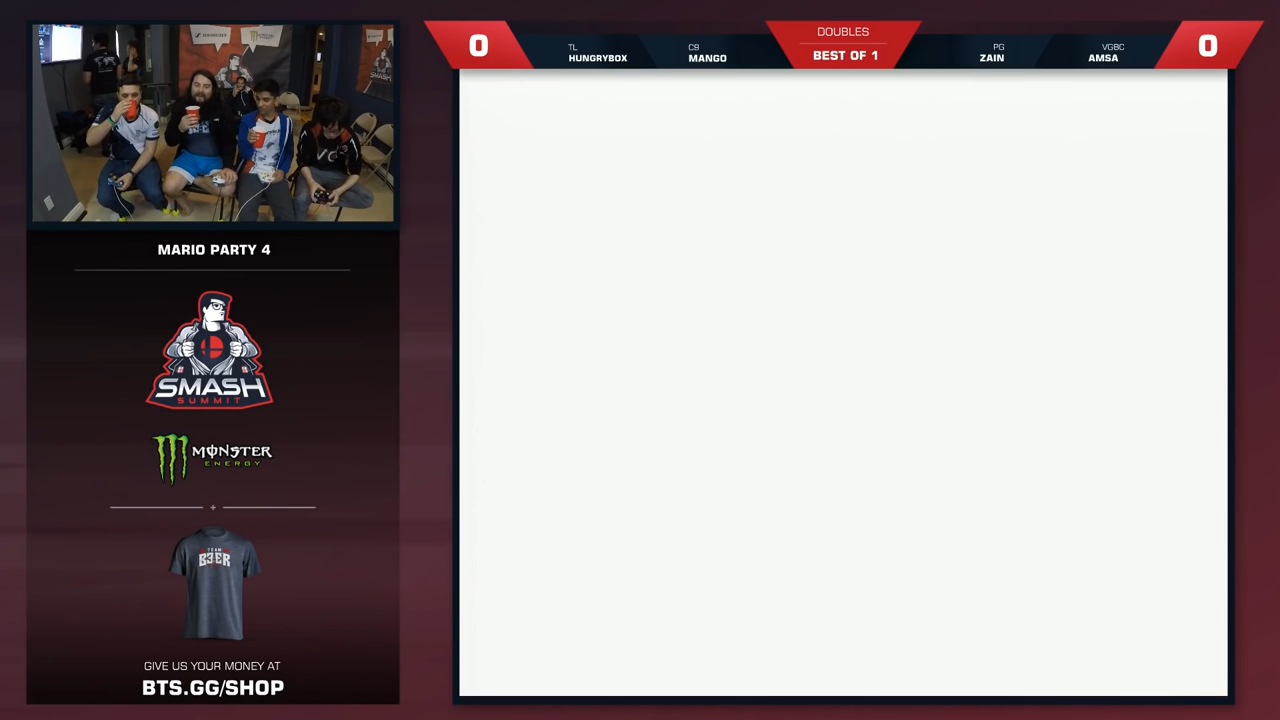 0
TL
HUNGRYBOX
C9
MANGO
DOUBLES
BEST OF 1
PG
ZAIN
VGBC
AMSA
0
MARIO PARTY 4
SMASH
SUMMIT
MONSTER
ENERGY
TEAM
B3ER
GIVE US YOUR MONEY AT
BTS.GG/SHOP